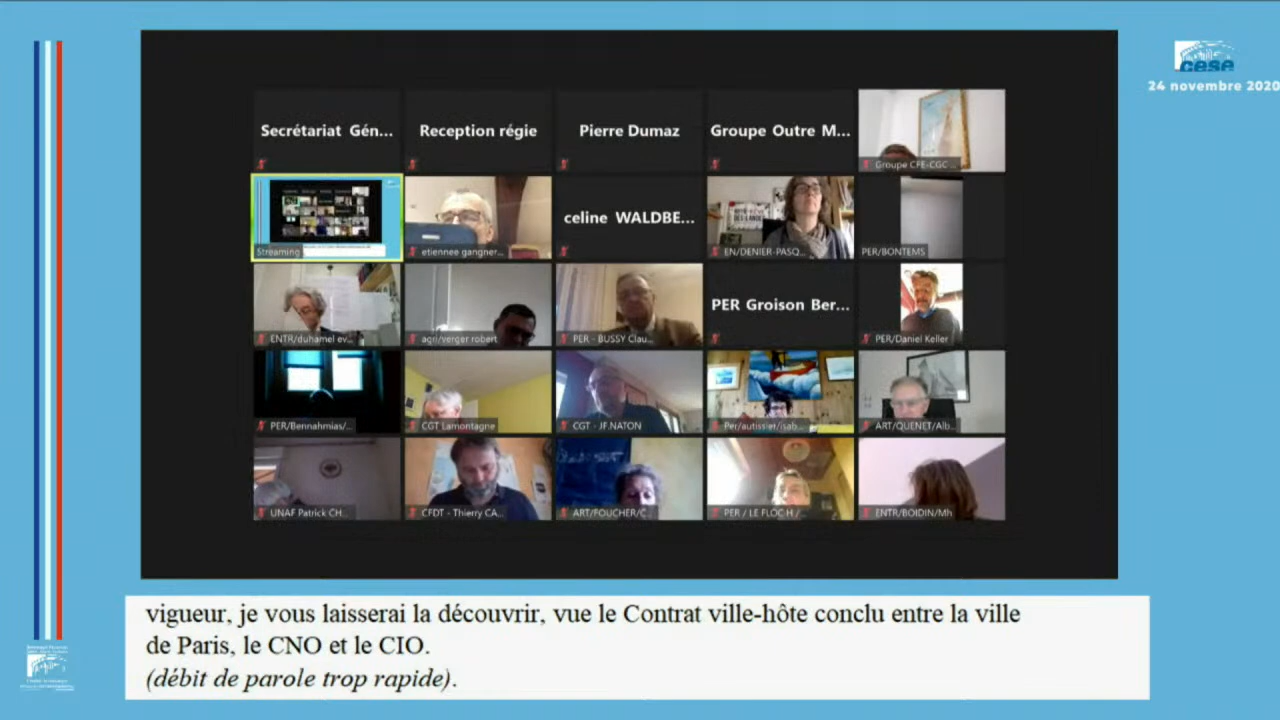 cese
24 novembre 2020
Secrétariat Gén...
Reception régie
Pierre Dumaz
Groupe Outre M...
Groupe CFE-CGC ...
Streaming
etiennee gangner...
celine WALDBE...
EN/DENIER-PASQ...
PER/BONTEMS
ENTR/duhamel ev...
agri/verger robert
PER - BUSSY Clau...
PER Groison Ber...
PER/Daniel Keller
PER/Bennahmias/...
CGT Lamontagne
CGT - JF.NATON
Per/autissier/isab...
ART/QUENET/Alb...
UNAF Patrick CH...
CFDT - Thierry CA...
ART/FOUCHER/C...
PER / LE FLOC H / ...
ENTR/BOIDIN/Mh
vigueur, je vous laisserai la découvrir, vue le Contrat ville-hôte conclu entre la ville
de Paris, le CNO et le CIO.
(débit de parole trop rapide).